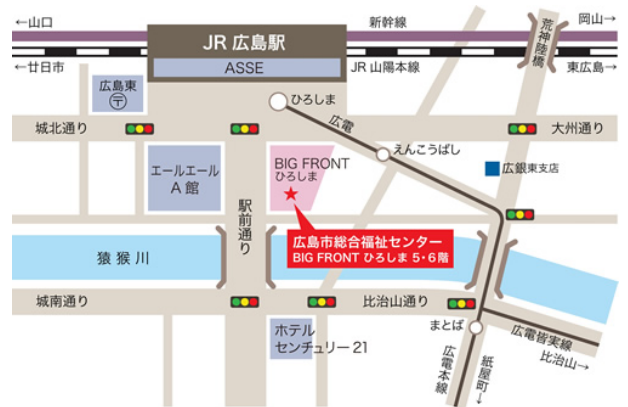 ←山口
新幹線
岡山→
JR 広島駅
荒神陸橋
ASSE
←廿日市
JR 山陽本線
東広島→
広島東
〒
ひろしま
広電
城北通り
大州通り
えんこうばし
エールエール
A 館
BIG FRONT
ひろしま
広銀東支店
駅前通り
広島市総合福祉センター
BIG FRONT ひろしま 5・6階
猿猴川
城南通り
比治山通り
まとば
ホテル
センチュリー 21
広電皆実線
比治山→
広電本線
紙屋町→